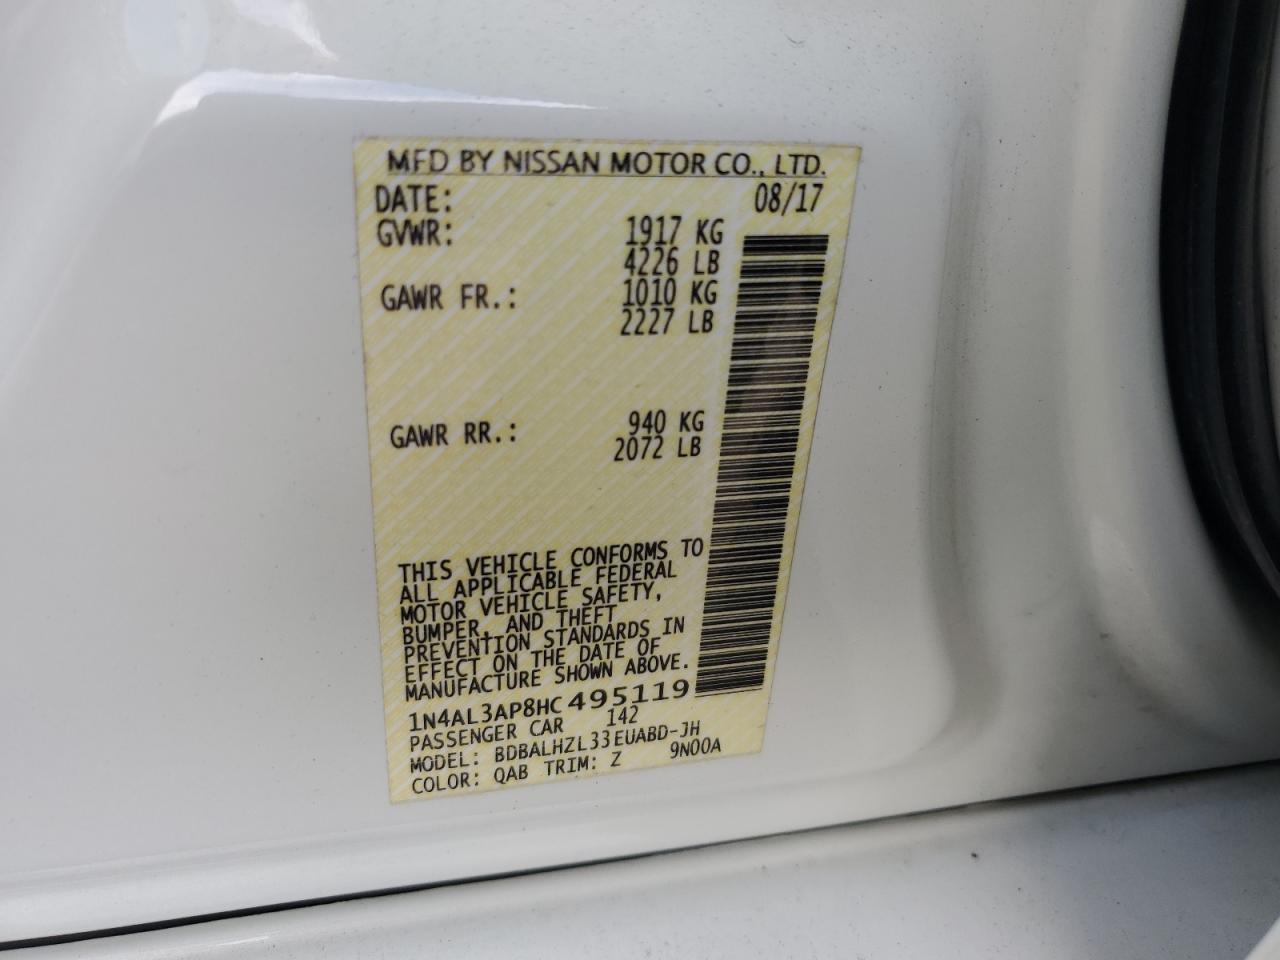 MFD BY NISSAN MOTOR CO., LTD.
DATE: 08/17
GVWR: 1917 KG
4226 LB
GAWR FR.: 1010 KG
2227 LB
GAWR RR.: 940 KG
2072 LB
THIS VEHICLE CONFORMS TO
ALL APPLICABLE FEDERAL
MOTOR VEHICLE SAFETY,
BUMPER, AND THEFT
PREVENTION STANDARDS IN
EFFECT ON THE DATE OF
MANUFACTURE SHOWN ABOVE.
1N4AL3AP8HC495119
PASSENGER CAR 142
MODEL: BDBALHZL33EUABD-JH
COLOR: QAB TRIM: Z 9N00A